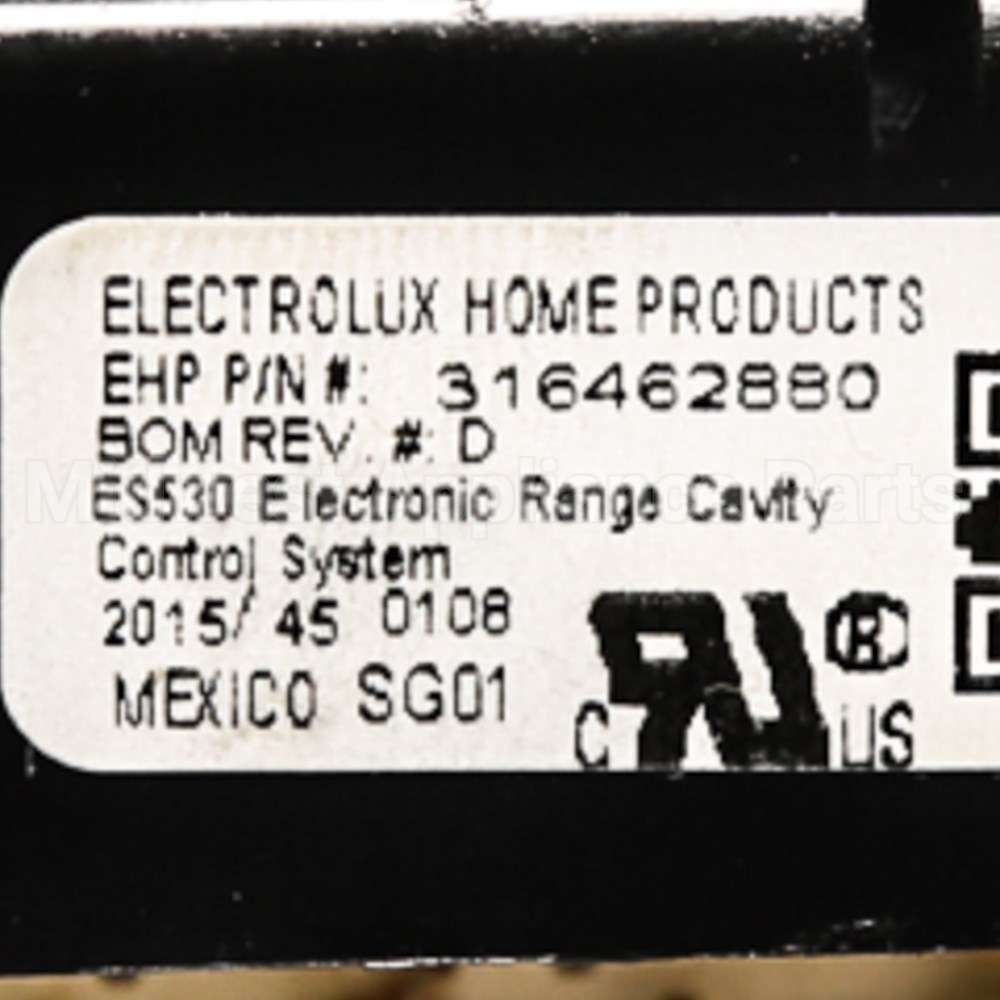 ELECTROLUX HOME PRODUCTS
EHP P/N #: 316462880
BOM REV. #: D
ES530 Electronic Range Cavity
Control System
2015/ 45 0108
MEXICO SG01
C RU ® US